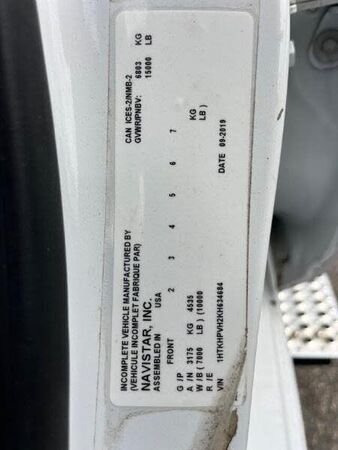 INCOMPLETE VEHICLE MANUFACTURED BY
(VEHICULE INCOMPLET FABRIQUE PAR)
NAVISTAR, INC.
ASSEMBLED IN USA
CAN ICES-2/NMB-2
GVWR/PNBV: 6803 KG
15000 LB
FRONT 2 3 4 5 6 7
G /P
A / N 3175 KG 4535 KG
W / B (7000 LB) (10000 LB)
R / E
VIN 1HTKHPVH2KH634684 DATE 09-2019